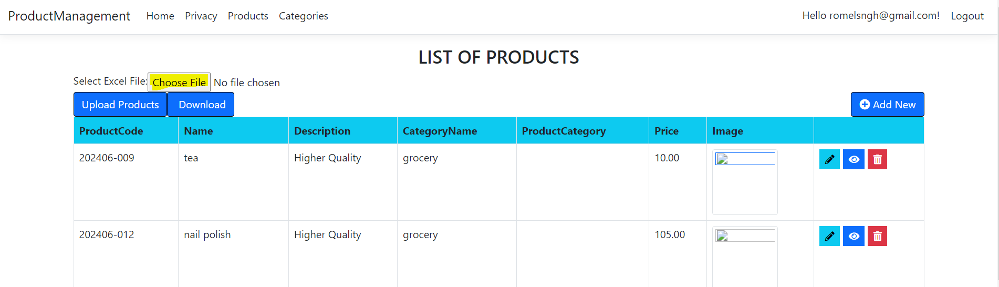 ProductManagement Home Privacy Products Categories Hello romelsngh@gmail.com! Logout
LIST OF PRODUCTS
Select Excel File: Choose File No file chosen
Upload Products Download Add New
ProductCode Name Description CategoryName ProductCategory Price Image
202406-009 tea Higher Quality grocery 10.00
202406-012 nail polish Higher Quality grocery 105.00